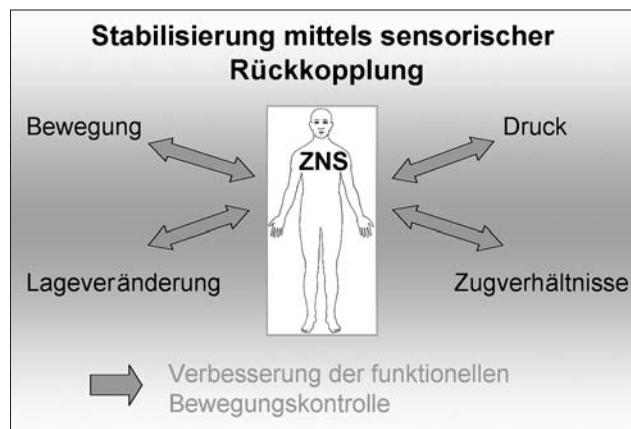 Stabilisierung mittels sensorischer
Rückkopplung
Bewegung
Druck
ZNS
Lageveränderung
Zugverhältnisse
Verbesserung der funktionellen
Bewegungskontrolle